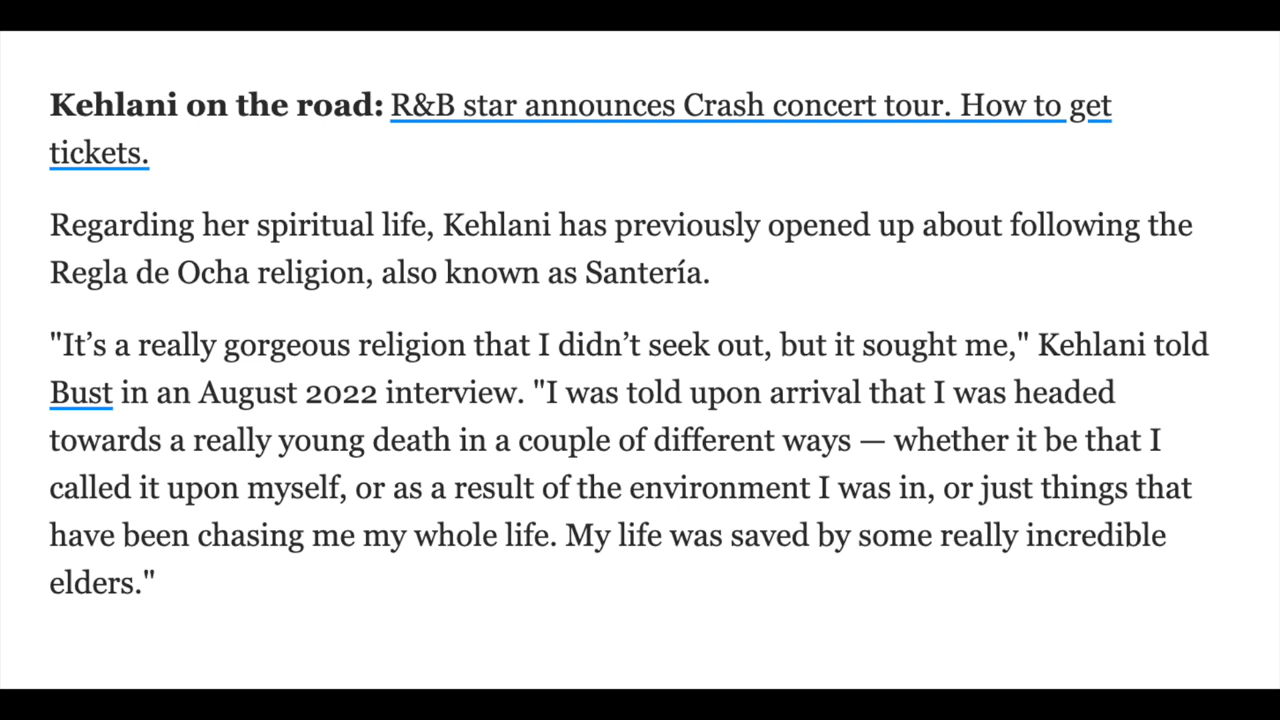 Kehlani on the road: R&B star announces Crash concert tour. How to get
tickets.
Regarding her spiritual life, Kehlani has previously opened up about following the
Regla de Ocha religion, also known as Santería.
"It’s a really gorgeous religion that I didn’t seek out, but it sought me," Kehlani told
Bust in an August 2022 interview. "I was told upon arrival that I was headed
towards a really young death in a couple of different ways — whether it be that I
called it upon myself, or as a result of the environment I was in, or just things that
have been chasing me my whole life. My life was saved by some really incredible
elders."